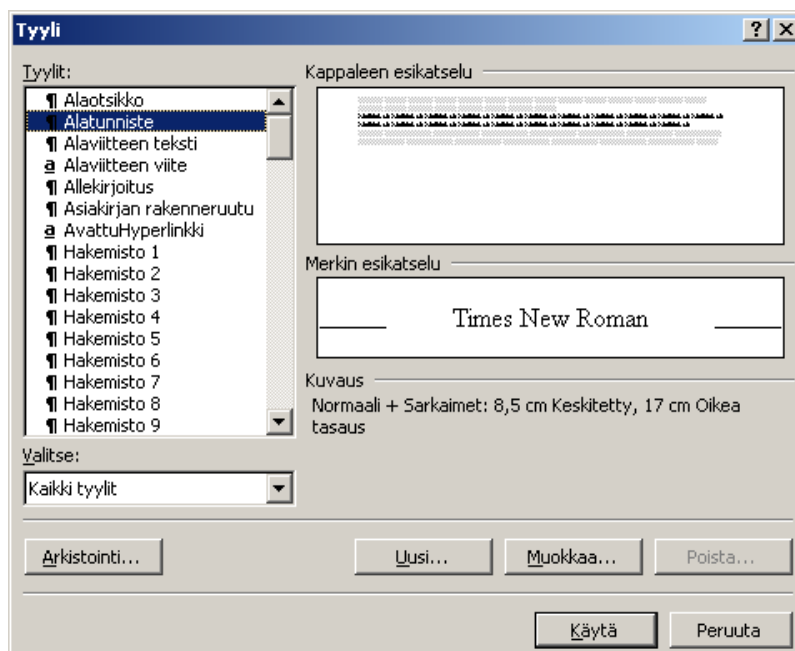 Tyyli
Tyylit:
¶ Alaotsikko
¶ Alatunniste
¶ Alaviitteen teksti
a Alaviitteen viite
¶ Allekirjoitus
¶ Asiakirjan rakenneruutu
a AvattuHyperlinkki
¶ Hakemisto 1
¶ Hakemisto 2
¶ Hakemisto 3
¶ Hakemisto 4
¶ Hakemisto 5
¶ Hakemisto 6
¶ Hakemisto 7
¶ Hakemisto 8
¶ Hakemisto 9
Valitse:
Kaikki tyylit
Kappaleen esikatselu
Merkin esikatselu
Times New Roman
Kuvaus
Normaali + Sarkaimet: 8,5 cm Keskitetty, 17 cm Oikea
tasaus
Arkistointi...
Uusi...
Muokkaa...
Poista...
Käytä
Peruuta